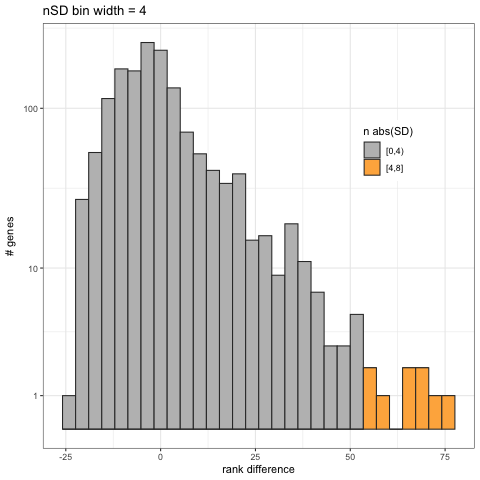 nSD bin width = 4
n abs(SD)
[0,4)
[4,8]
100
10
1
# genes
-25 0 25 50 75
rank difference